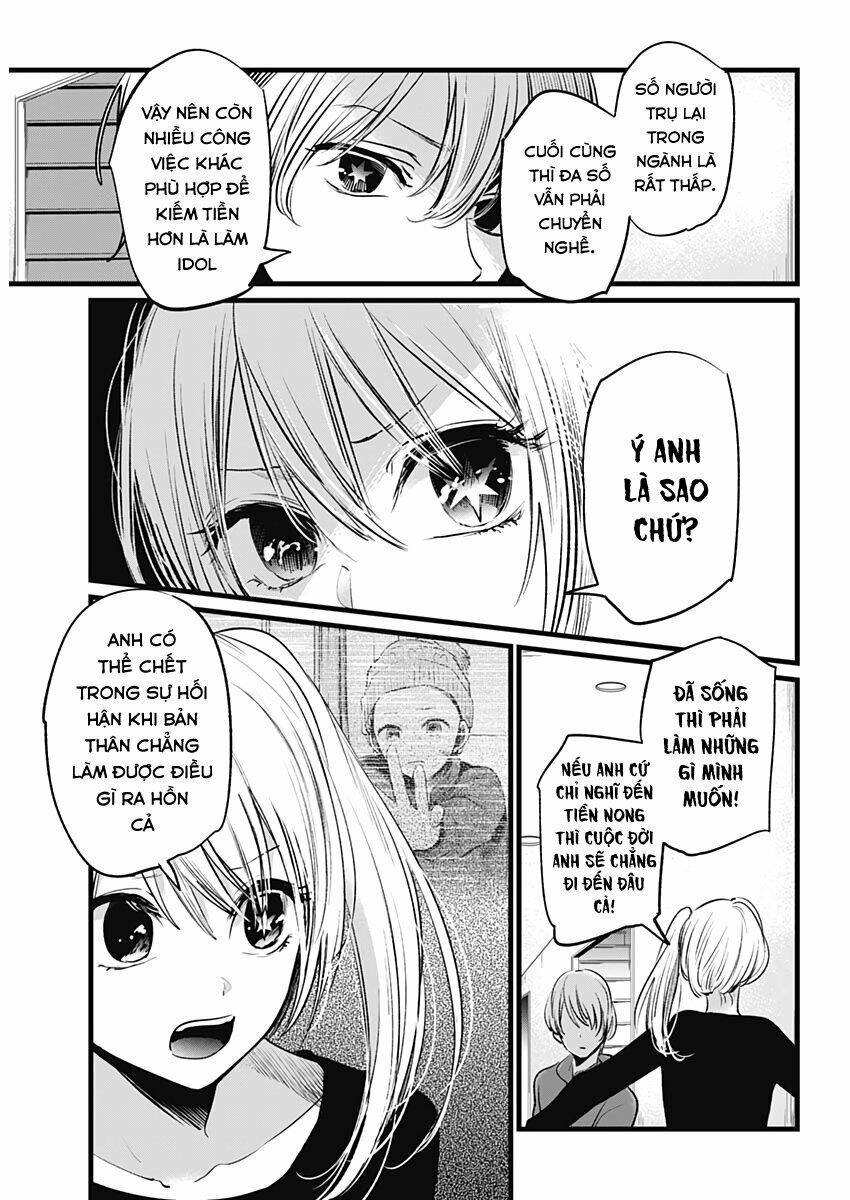 SỐ NGƯỜI
TRỤ LẠI
TRONG
NGÀNH LÀ
RẤT THẤP.
CUỐI CÙNG
THÌ ĐA SỐ
VẪN PHẢI
CHUYỂN
NGHỀ.
VẬY NÊN CÒN
NHIỀU CÔNG
VIỆC KHÁC
PHÙ HỢP ĐỂ
KIẾM TIỀN
HƠN LÀ LÀM
IDOL
Ý ANH
LÀ SAO
CHỨ?
ĐÃ SỐNG
THÌ PHẢI
LÀM NHỮNG
GÌ MÌNH
MUỐN!
NẾU ANH CỨ
CHỈ NGHĨ ĐẾN
TIỀN NONG
THÌ CUỘC ĐỜI
ANH SẼ CHẲNG
ĐI ĐẾN ĐÂU
CẢ!
ANH CÓ
THỂ CHẾT
TRONG SỰ HỐI
HẬN KHI BẢN
THÂN CHẲNG
LÀM ĐƯỢC ĐIỀU
GÌ RA HỒN
CẢ